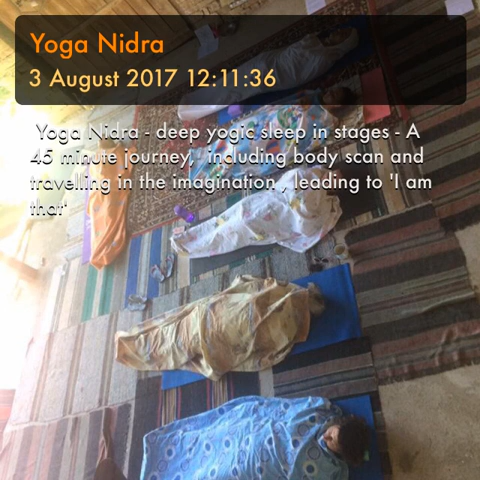 Yoga Nidra
3 August 2017 12:11:36
Yoga Nidra - deep yogic sleep in stages - A
45 minute journey, including body scan and
travelling in the imagination , leading to 'I am
that'